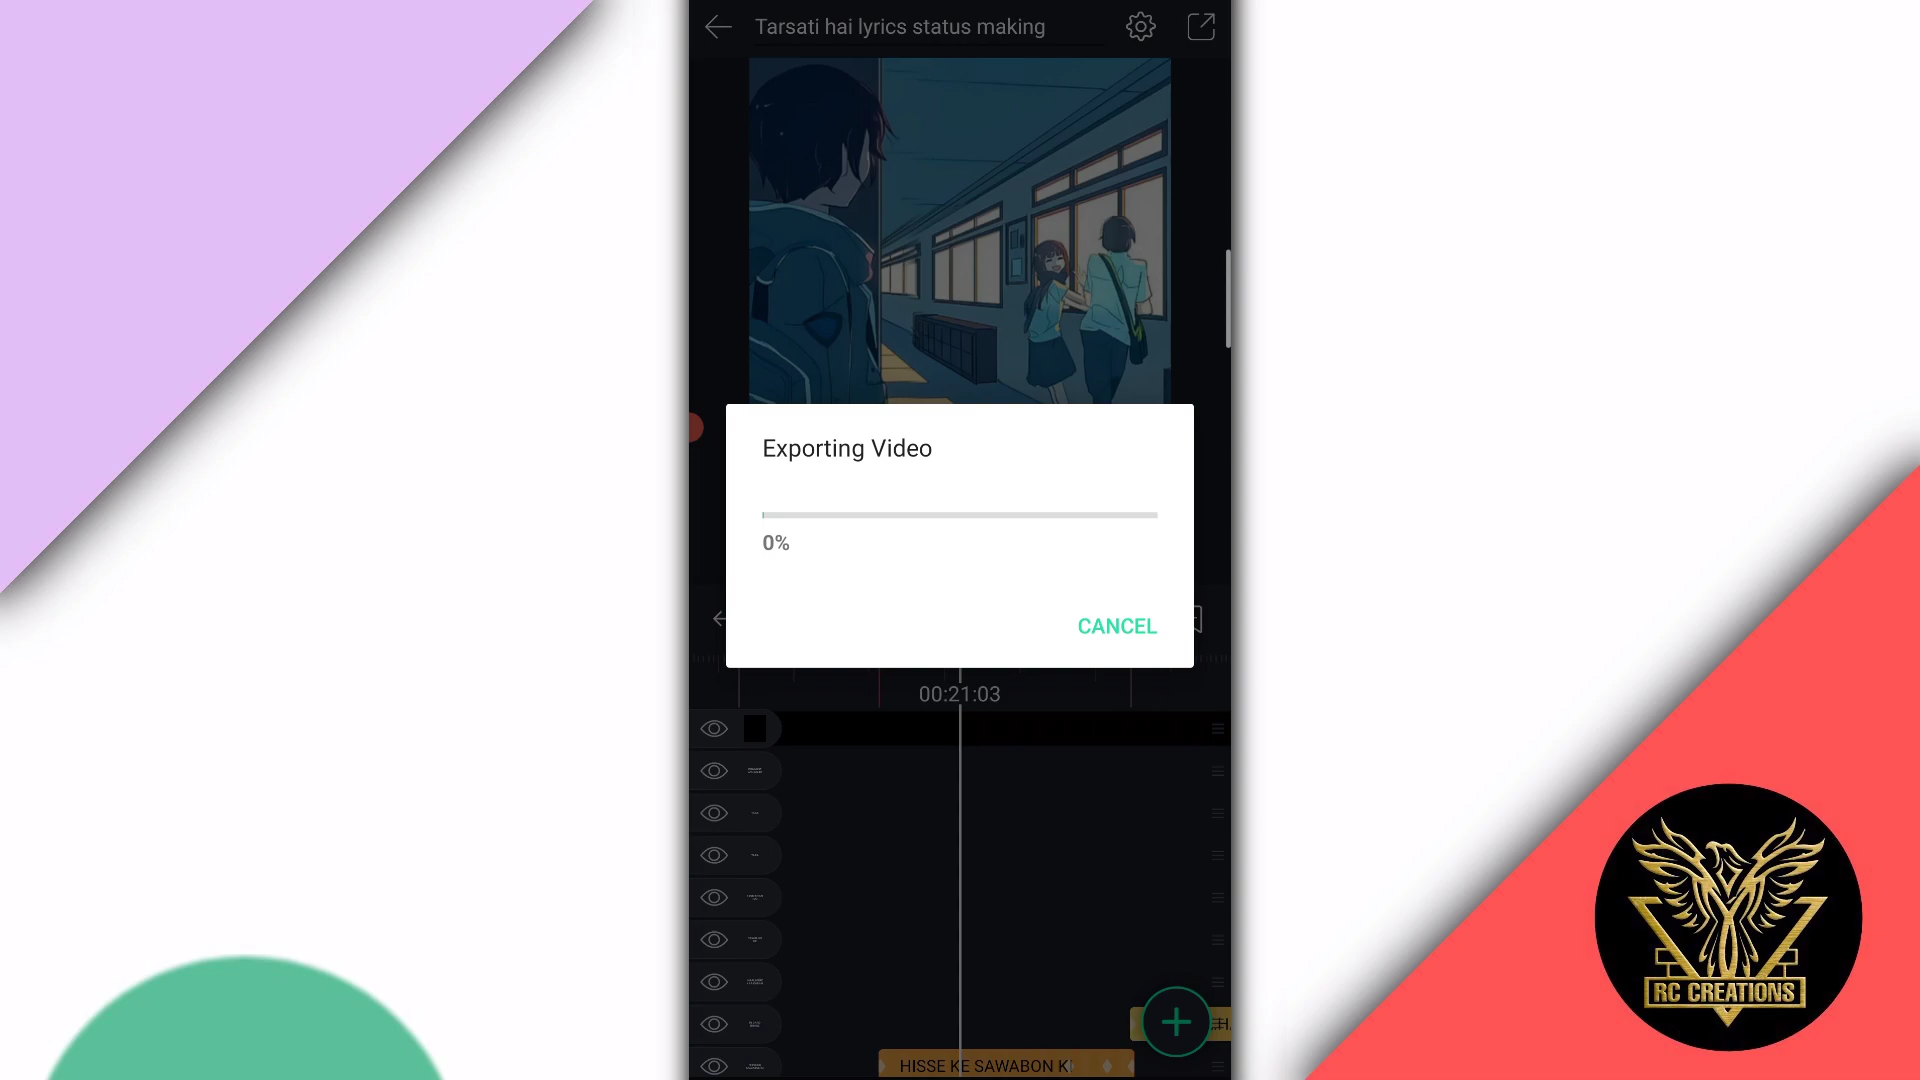 Tarsati hai lyrics status making
Exporting Video
0%
CANCEL
00:21:03
HISSE KE SAWABON KI
RC CREATIONS